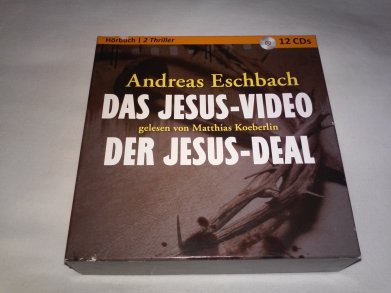 Hörbuch | 2 Thriller
12 CDs
Andreas Eschbach
DAS JESUS-VIDEO
gelesen von Matthias Koeberlin
DER JESUS-DEAL